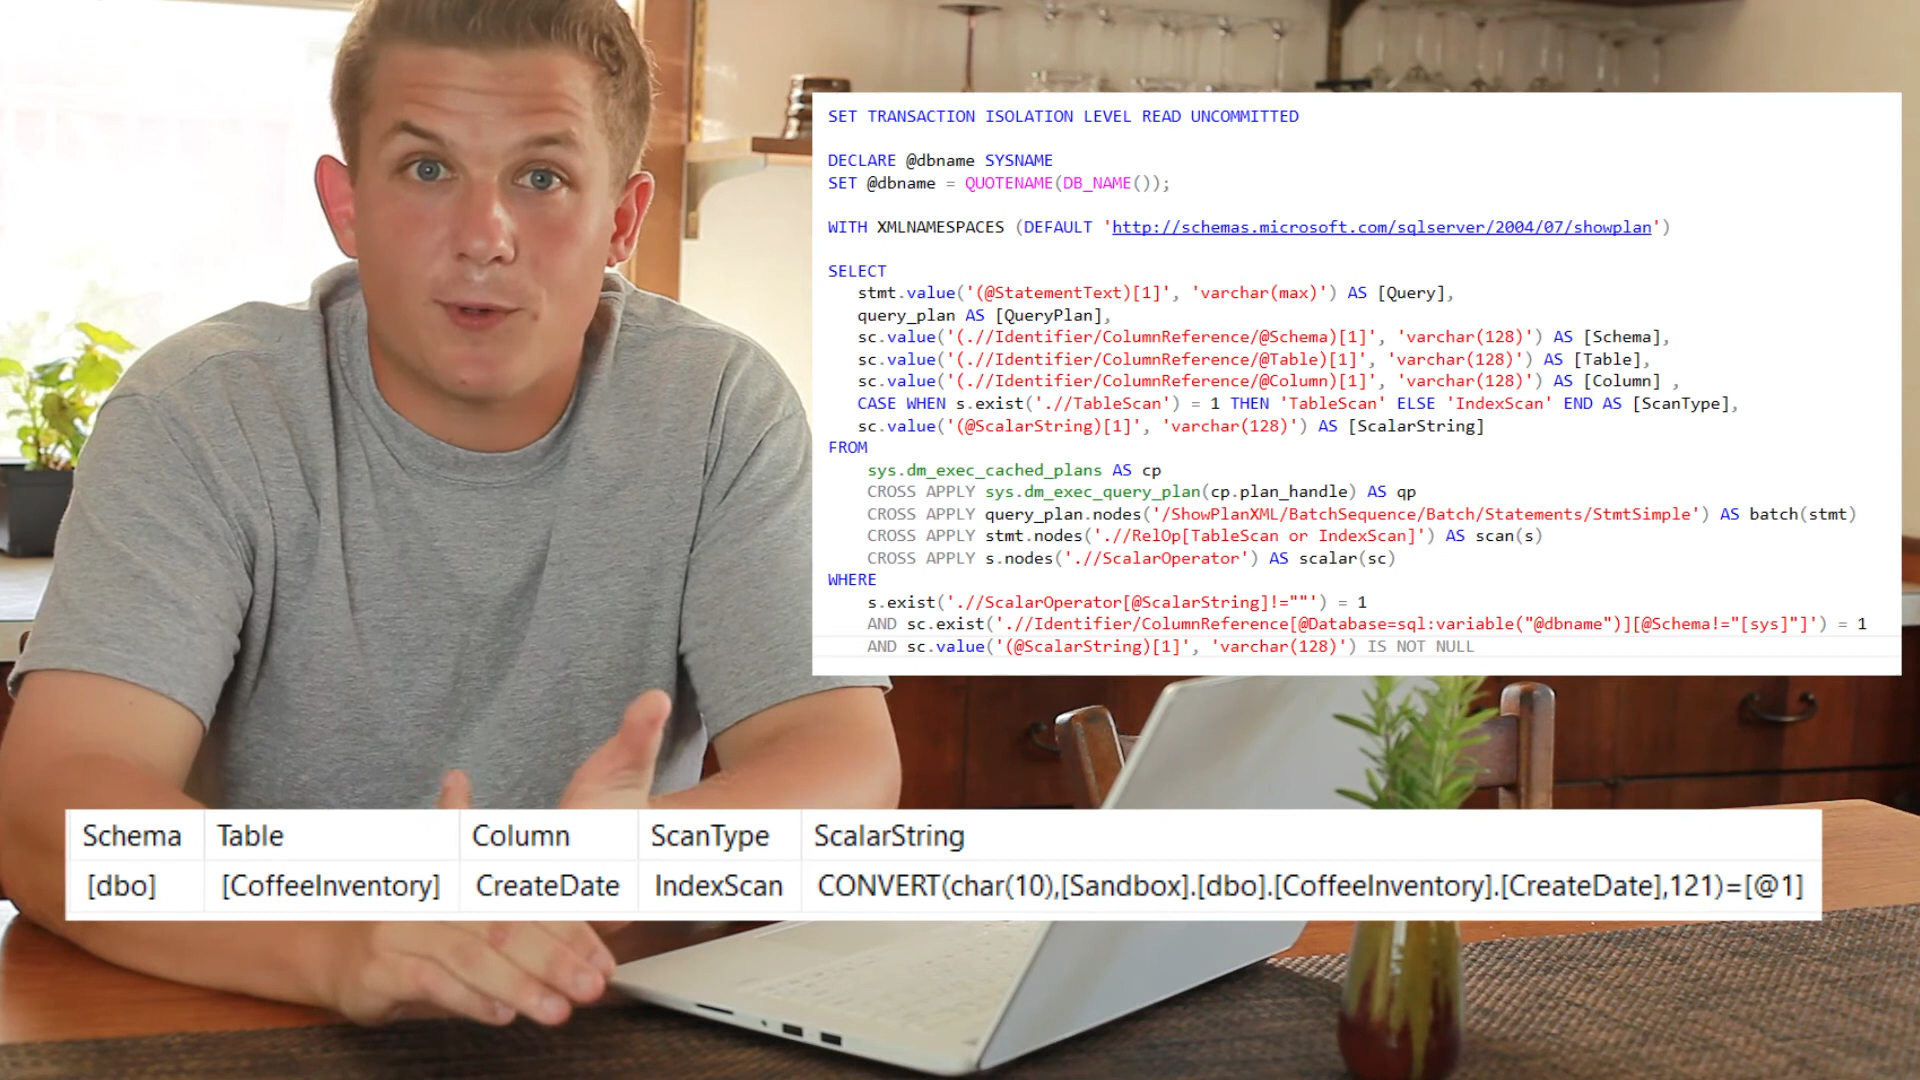 SET TRANSACTION ISOLATION LEVEL READ UNCOMMITTED
DECLARE @dbname SYSNAME
SET @dbname = QUOTENAME(DB_NAME());
WITH XMLNAMESPACES (DEFAULT 'http://schemas.microsoft.com/sqlserver/2004/07/showplan')
SELECT
stmt.value('(@StatementText)[1]', 'varchar(max)') AS [Query],
query_plan AS [QueryPlan],
sc.value('(.//Identifier/ColumnReference/@Schema)[1]', 'varchar(128)') AS [Schema],
sc.value('(.//Identifier/ColumnReference/@Table)[1]', 'varchar(128)') AS [Table],
sc.value('(.//Identifier/ColumnReference/@Column)[1]', 'varchar(128)') AS [Column] ,
CASE WHEN s.exist('.//TableScan') = 1 THEN 'TableScan' ELSE 'IndexScan' END AS [ScanType],
sc.value('(@ScalarString)[1]', 'varchar(128)') AS [ScalarString]
FROM
sys.dm_exec_cached_plans AS cp
CROSS APPLY sys.dm_exec_query_plan(cp.plan_handle) AS qp
CROSS APPLY query_plan.nodes('/ShowPlanXML/BatchSequence/Batch/Statements/StmtSimple') AS batch(stmt)
CROSS APPLY stmt.nodes('.//RelOp[TableScan or IndexScan]') AS scan(s)
CROSS APPLY s.nodes('.//ScalarOperator') AS scalar(sc)
WHERE
s.exist('.//ScalarOperator[@ScalarString]!=""') = 1
AND sc.exist('.//Identifier/ColumnReference[@Database=sql:variable("@dbname")][@Schema!="[sys]"]') = 1
AND sc.value('(@ScalarString)[1]', 'varchar(128)') IS NOT NULL
Schema Table Column ScanType ScalarString
[dbo] [CoffeeInventory] CreateDate IndexScan CONVERT(char(10),[Sandbox].[dbo].[CoffeeInventory].[CreateDate],121)=[@1]